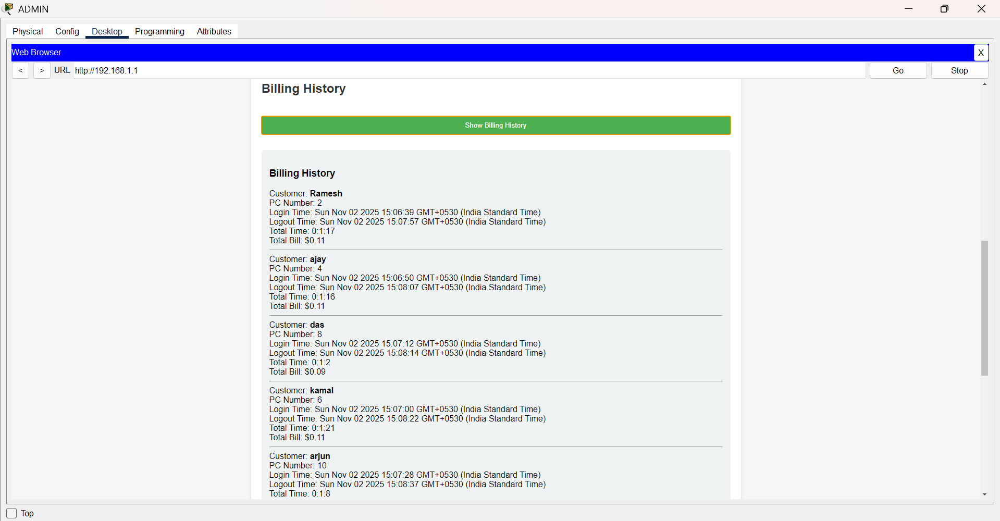 ADMIN
Physical Config Desktop Programming Attributes
Web Browser X
< > URL http://192.168.1.1 Go Stop
Billing History
Show Billing History
Billing History
Customer: Ramesh
PC Number: 2
Login Time: Sun Nov 02 2025 15:06:39 GMT+0530 (India Standard Time)
Logout Time: Sun Nov 02 2025 15:07:57 GMT+0530 (India Standard Time)
Total Time: 0:1:17
Total Bill: $0.11
Customer: ajay
PC Number: 4
Login Time: Sun Nov 02 2025 15:06:50 GMT+0530 (India Standard Time)
Logout Time: Sun Nov 02 2025 15:08:07 GMT+0530 (India Standard Time)
Total Time: 0:1:16
Total Bill: $0.11
Customer: das
PC Number: 8
Login Time: Sun Nov 02 2025 15:07:12 GMT+0530 (India Standard Time)
Logout Time: Sun Nov 02 2025 15:08:14 GMT+0530 (India Standard Time)
Total Time: 0:1:2
Total Bill: $0.09
Customer: kamal
PC Number: 6
Login Time: Sun Nov 02 2025 15:07:00 GMT+0530 (India Standard Time)
Logout Time: Sun Nov 02 2025 15:08:22 GMT+0530 (India Standard Time)
Total Time: 0:1:21
Total Bill: $0.11
Customer: arjun
PC Number: 10
Login Time: Sun Nov 02 2025 15:07:28 GMT+0530 (India Standard Time)
Logout Time: Sun Nov 02 2025 15:08:37 GMT+0530 (India Standard Time)
Total Time: 0:1:8
Top